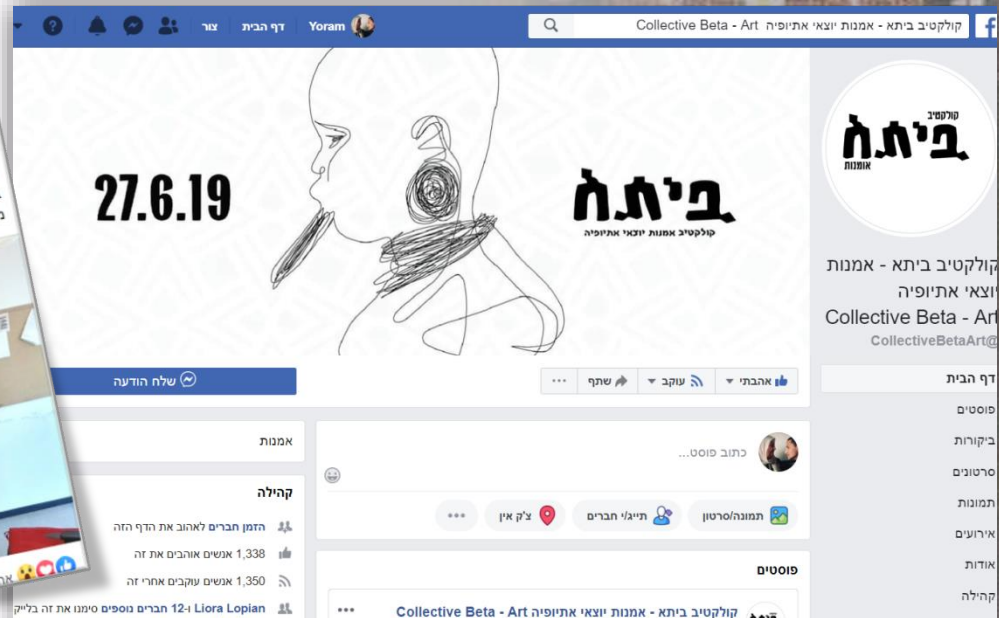 קולקטיב ביתא - אמנות יוצאי אתיופיה Collective Beta - Art
Yoram
דף הבית
צור
27.6.19
ביתא
קולקטיב אמנות יוצאי אתיופיה
קולקטיב
ביתא
אומנות
קולקטיב ביתא - אמנות
יוצאי אתיופיה
Collective Beta - Art
@CollectiveBetaArt
דף הבית
פוסטים
ביקורות
סרטונים
תמונות
אירועים
אודות
קהילה
אהבתי
עוקב
שתף
שלח הודעה
כתוב פוסט...
תמונה/סרטון
תייג/י חברים
צ'ק אין
פוסטים
קולקטיב ביתא - אמנות יוצאי אתיופיה Collective Beta - Art
אמנות
קהילה
הזמן חברים לאהוב את הדף הזה
1,338 אנשים אוהבים את זה
1,350 אנשים עוקבים אחרי זה
Liora Lopian ו-12 חברים נוספים סימנו את זה בלייק